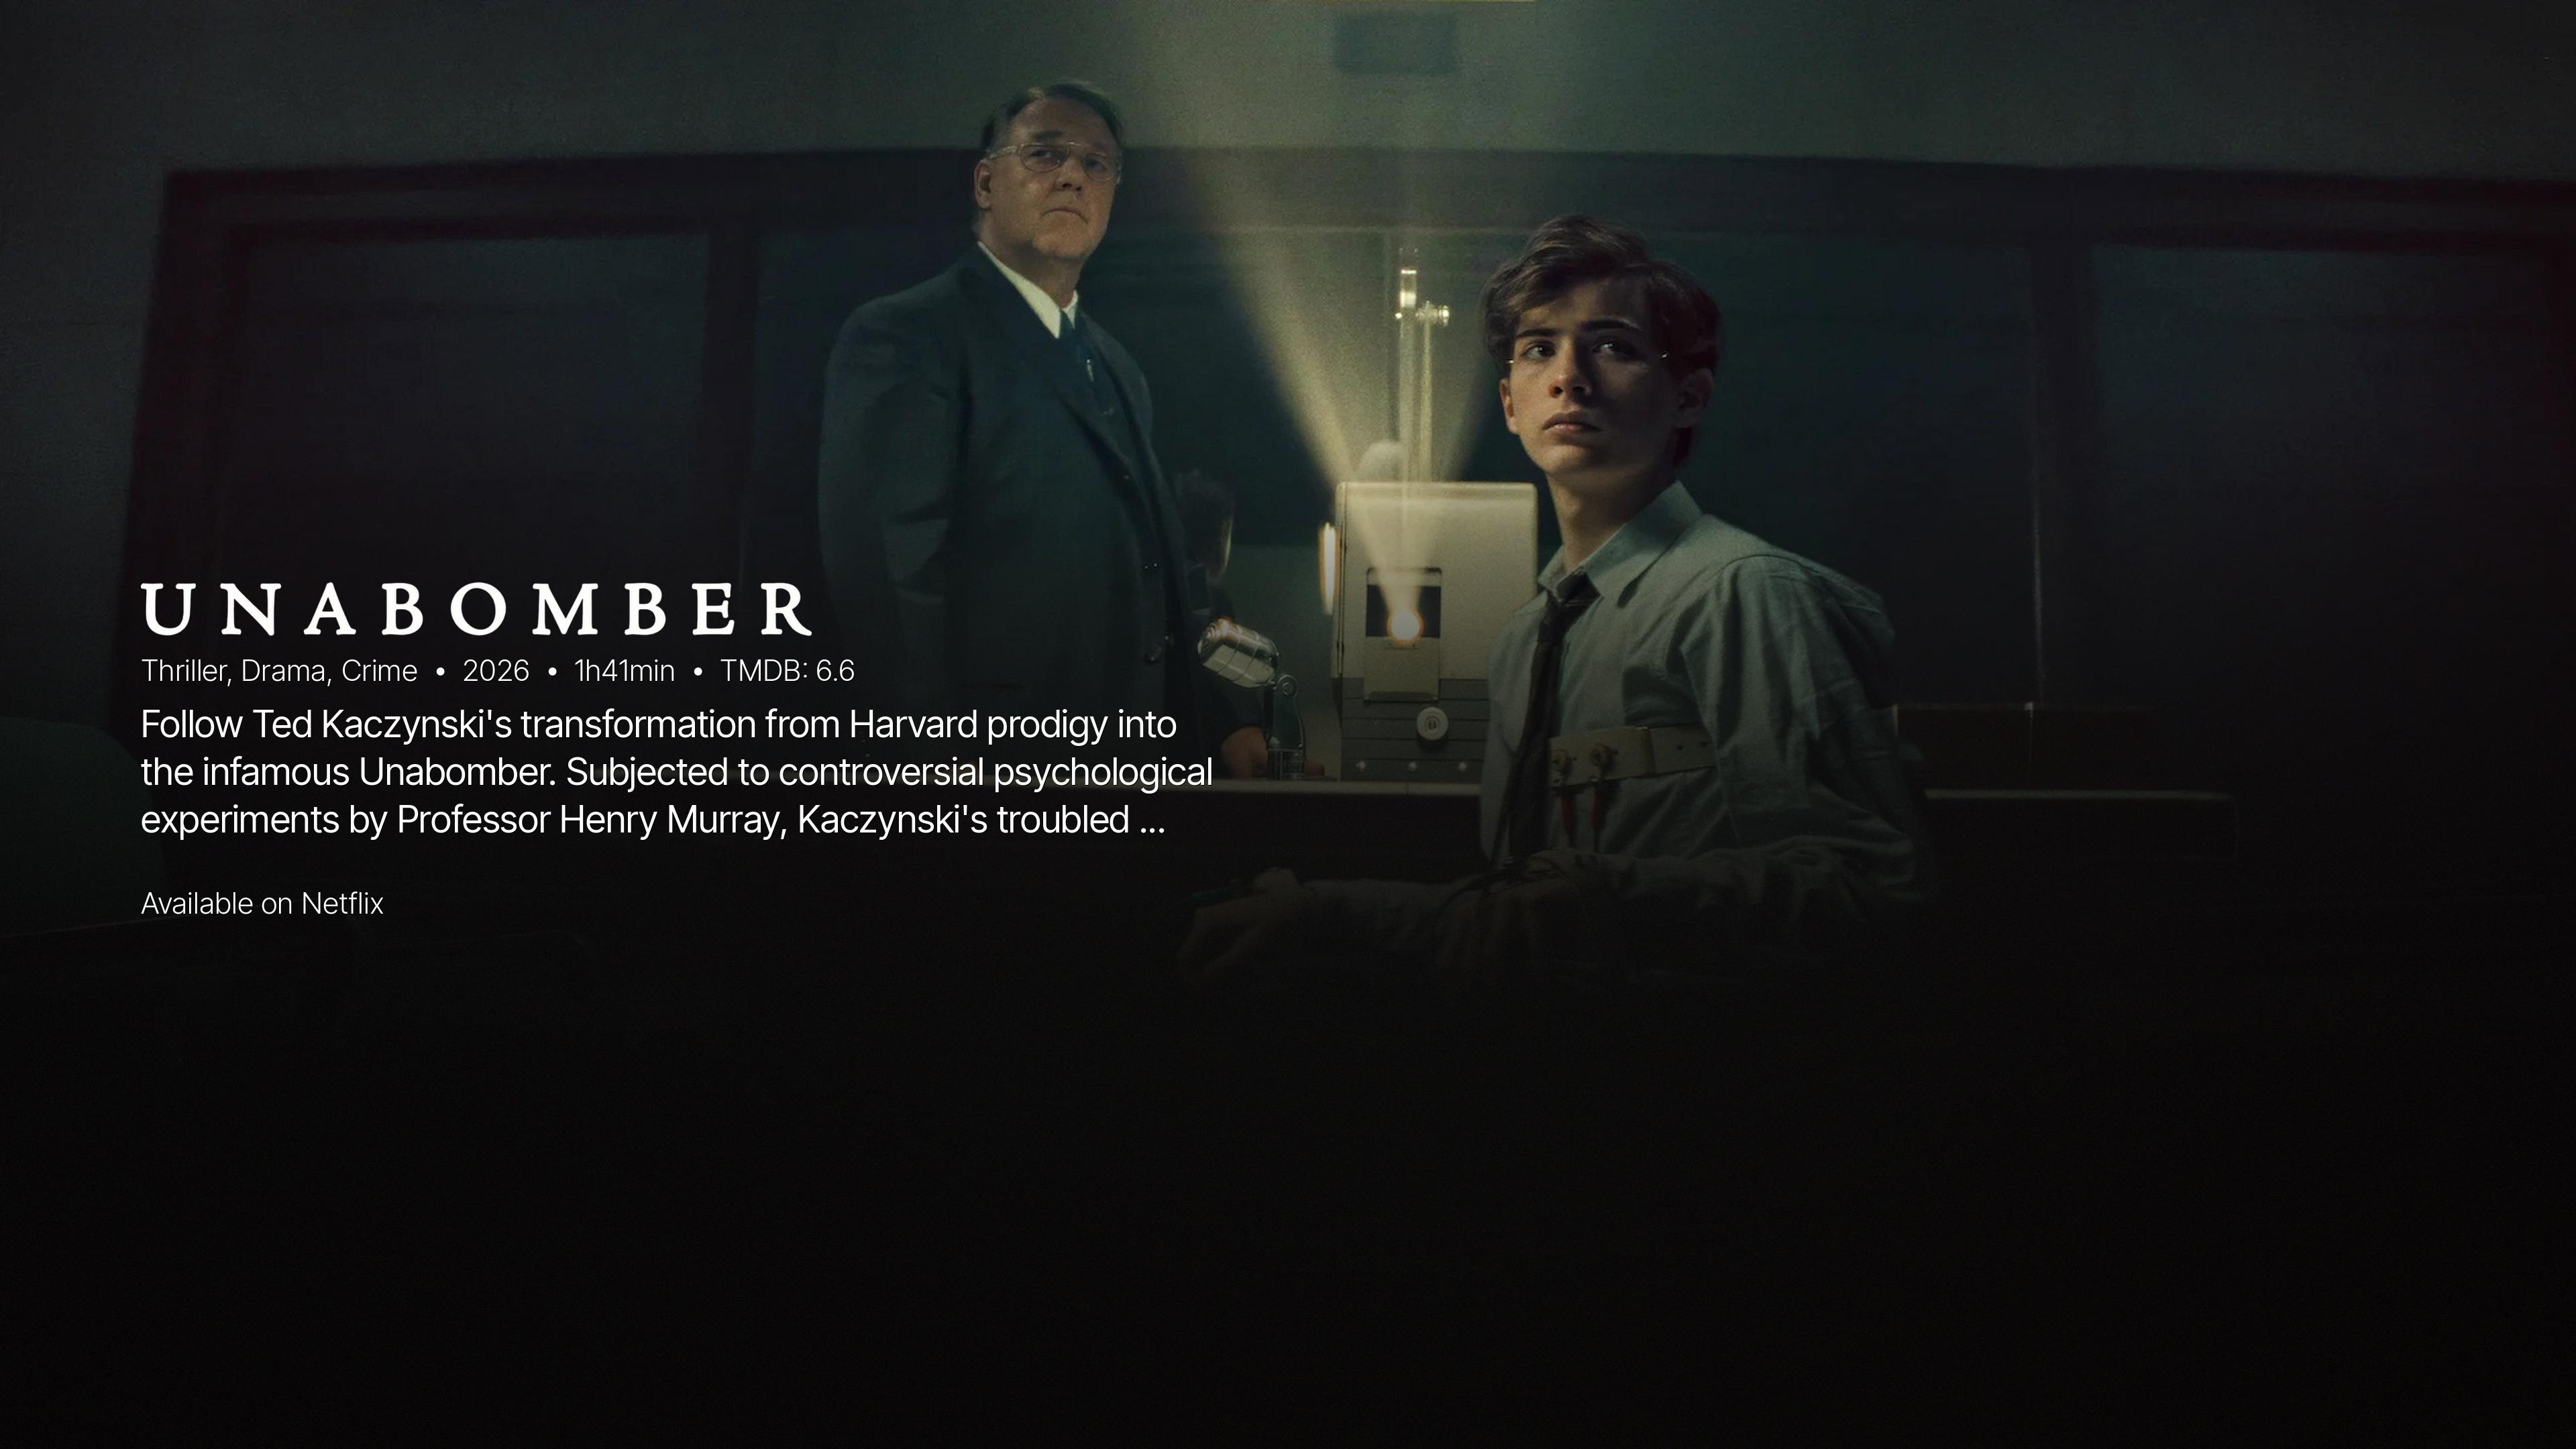 UNABOMBER
Thriller, Drama, Crime • 2026 • 1h41min • TMDB: 6.6
Follow Ted Kaczynski's transformation from Harvard prodigy into
the infamous Unabomber. Subjected to controversial psychological
experiments by Professor Henry Murray, Kaczynski's troubled ...
Available on Netflix